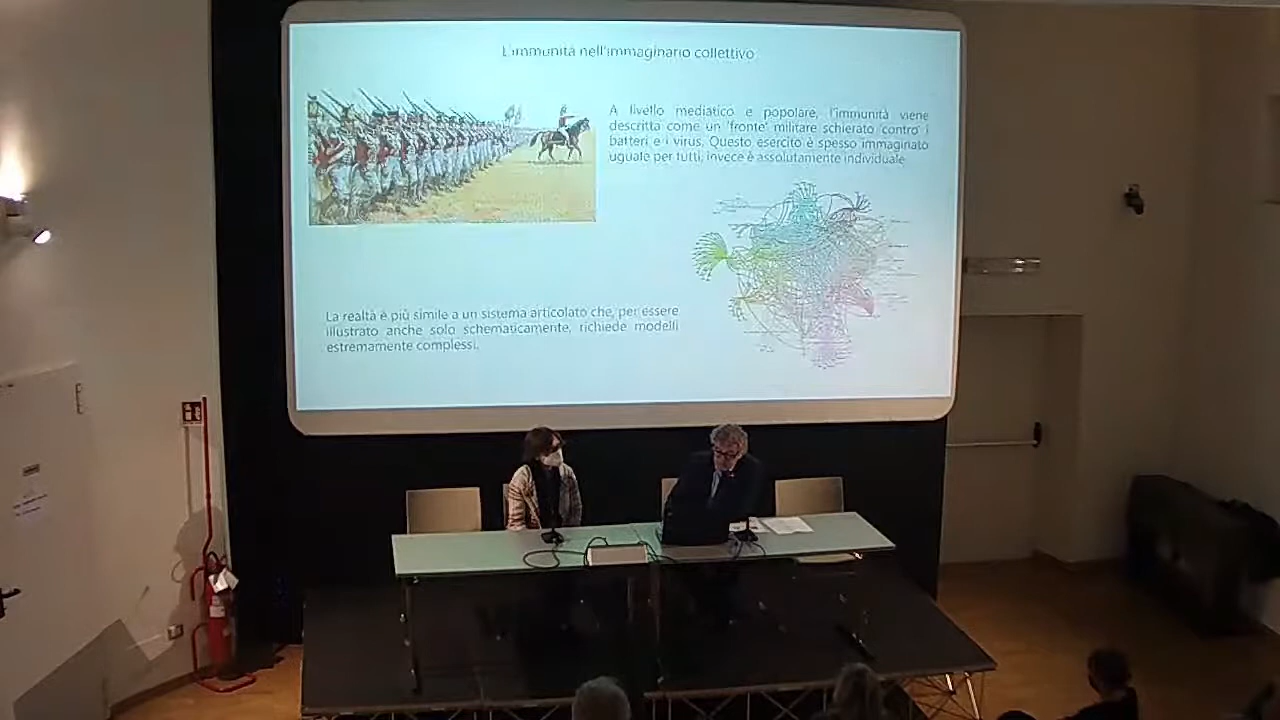 L'immunità nell'immaginario collettivo
A livello mediatico e popolare, l'immunità viene
descritta come un 'fronte' militare schierato 'contro' i
batteri e i virus. Questo esercito è spesso immaginato
uguale per tutti, invece è assolutamente individuale
La realtà è più simile a un sistema articolato che, per essere
illustrato anche solo schematicamente, richiede modelli
estremamente complessi.